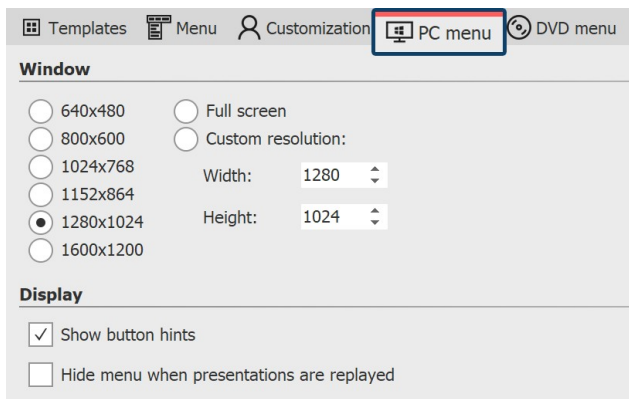 Templates Menu Customization PC menu DVD menu
Window
640x480 Full screen
800x600 Custom resolution:
1024x768 Width: 1280
1152x864
1280x1024 Height: 1024
1600x1200
Display
Show button hints
Hide menu when presentations are replayed